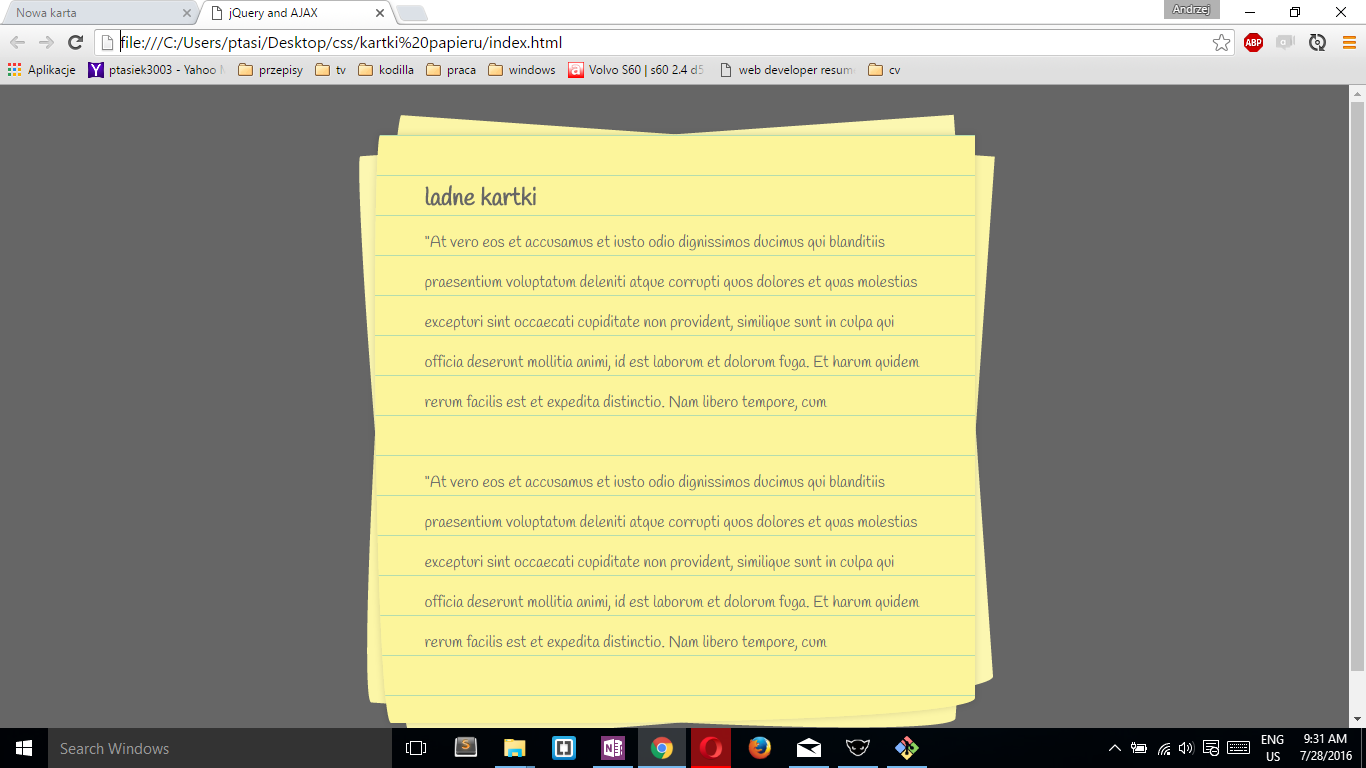 Nowa karta
jQuery and AJAX
Andrzej
file:///C:/Users/ptasi/Desktop/css/kartki%20papieru/index.html
ABP
Aplikacje
ptasiek3003 - Yahoo
przepisy
tv
kodilla
praca
windows
Volvo S60 | s60 2.4 d5
web developer resum
cv
ladne kartki
"At vero eos et accusamus et iusto odio dignissimos ducimus qui blanditiis
praesentium voluptatum deleniti atque corrupti quos dolores et quas molestias
excepturi sint occaecati cupiditate non provident, similique sunt in culpa qui
officia deserunt mollitia animi, id est laborum et dolorum fuga. Et harum quidem
rerum facilis est et expedita distinctio. Nam libero tempore, cum
"At vero eos et accusamus et iusto odio dignissimos ducimus qui blanditiis
praesentium voluptatum deleniti atque corrupti quos dolores et quas molestias
excepturi sint occaecati cupiditate non provident, similique sunt in culpa qui
officia deserunt mollitia animi, id est laborum et dolorum fuga. Et harum quidem
rerum facilis est et expedita distinctio. Nam libero tempore, cum
Search Windows
ENG
US
9:31 AM
7/28/2016